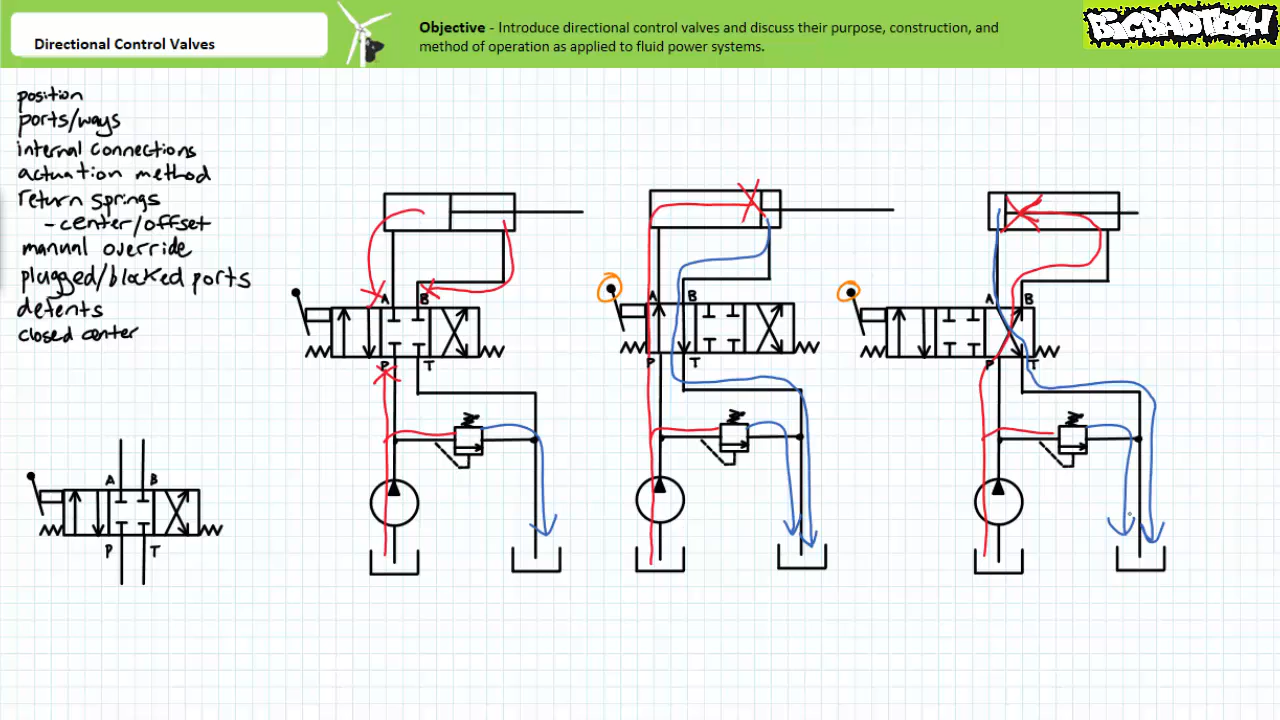 Directional Control Valves
Objective - Introduce directional control valves and discuss their purpose, construction, and
method of operation as applied to fluid power systems.
BIGBADTECH
position
ports/ways
internal connections
actuation method
return springs
- center/offset
manual override
plugged/blocked ports
detents
closed center
A B
P T
A B
P T
A B
P T
A B
P T